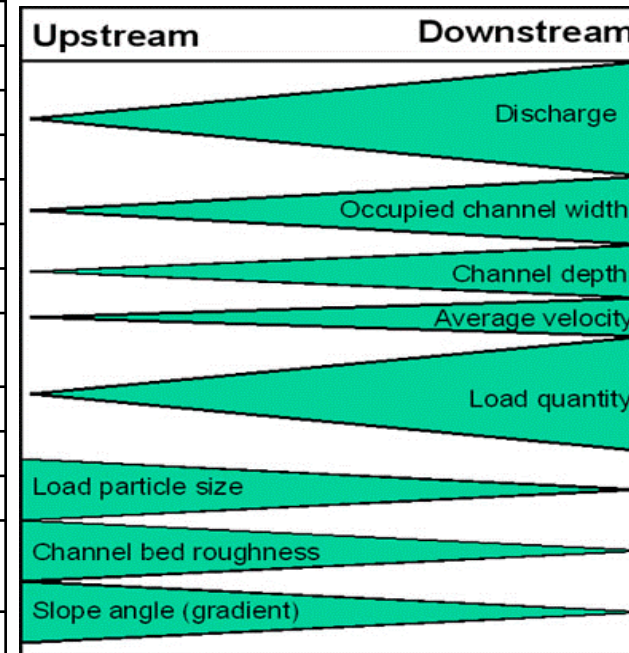 Upstream Downstream
Discharge
Occupied channel width
Channel depth
Average velocity
Load quantity
Load particle size
Channel bed roughness
Slope angle (gradient)